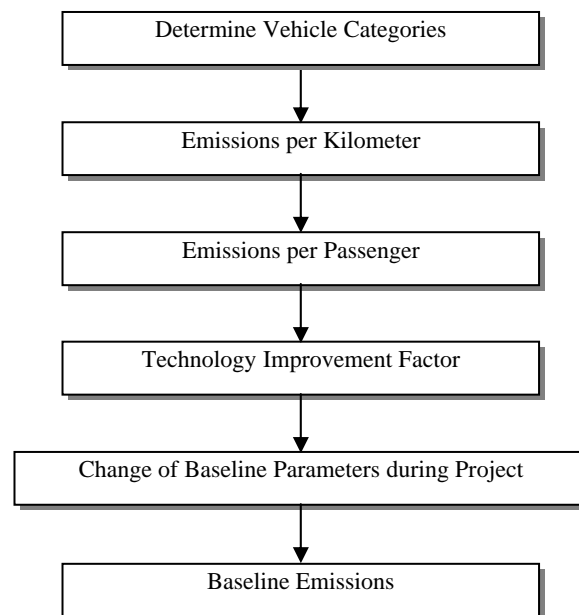 Determine Vehicle Categories
Emissions per Kilometer
Emissions per Passenger
Technology Improvement Factor
Change of Baseline Parameters during Project
Baseline Emissions